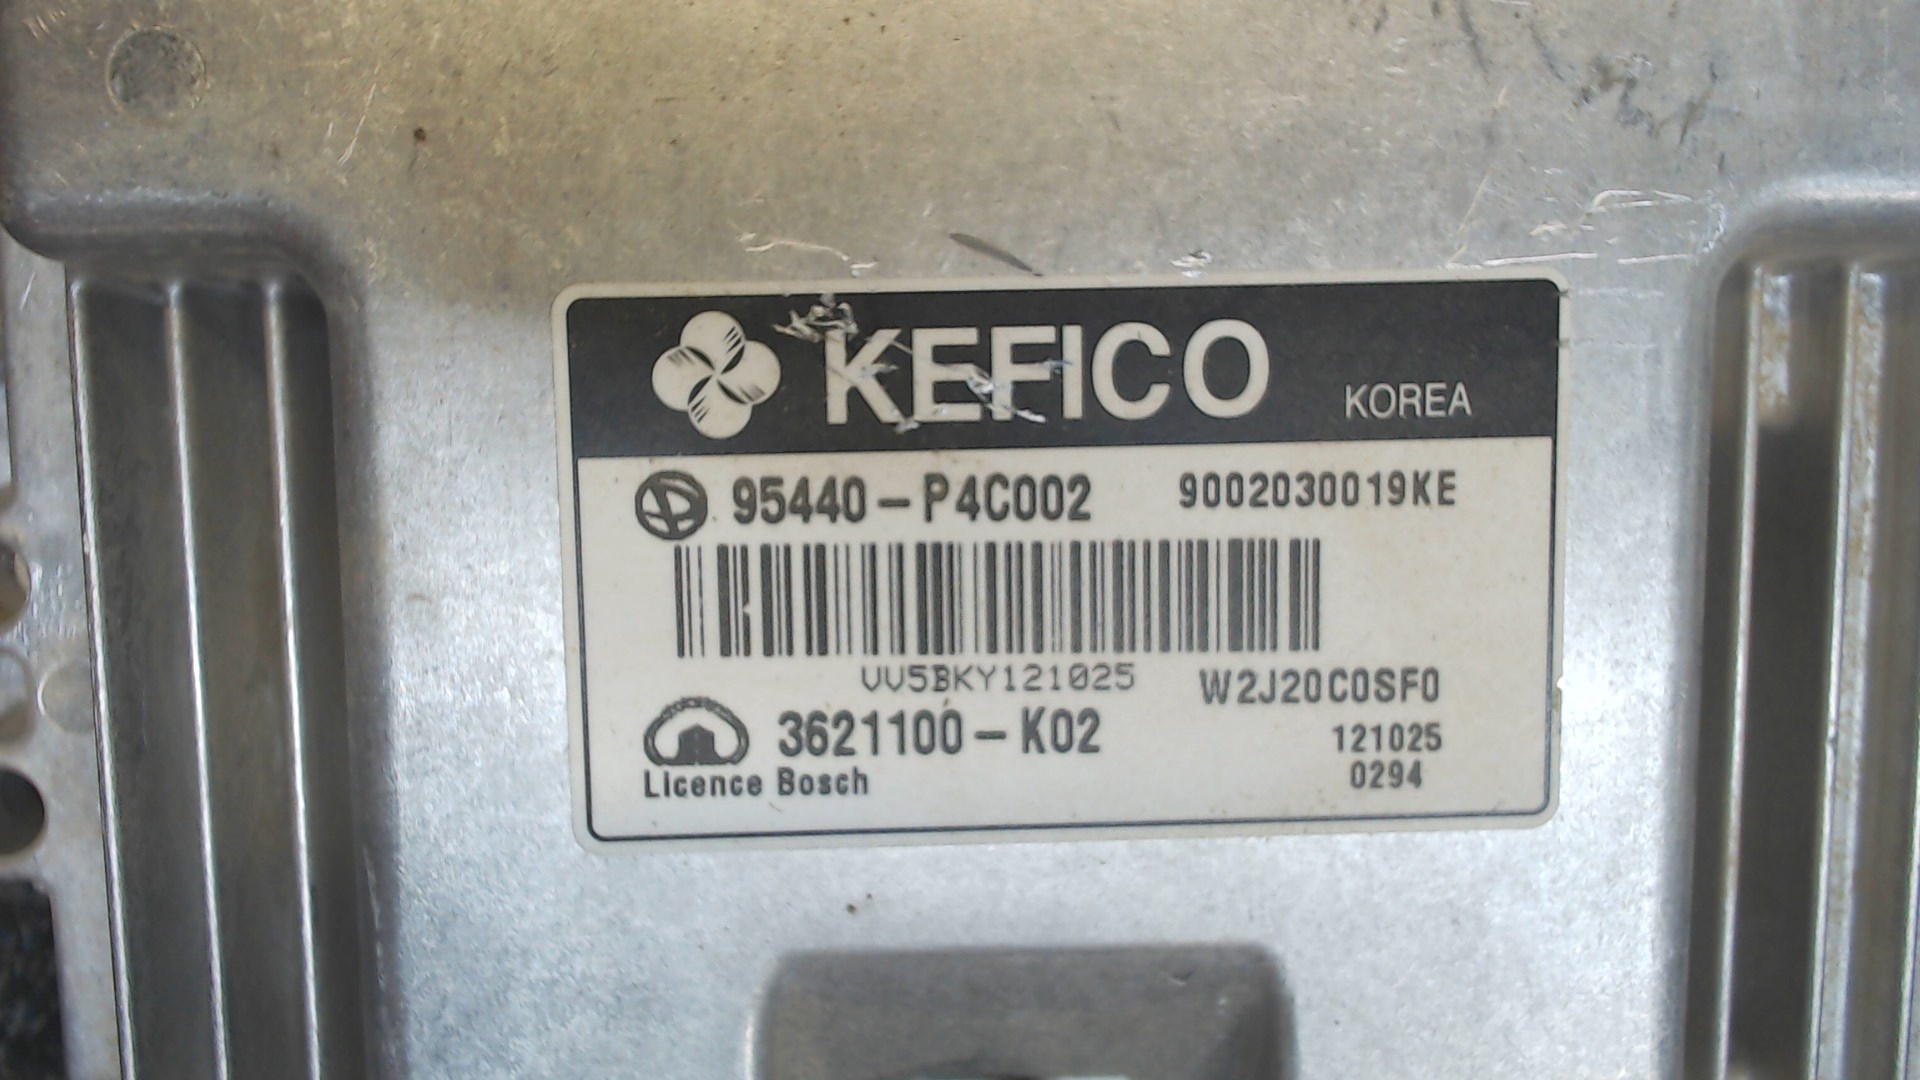 KEFICO KOREA
95440-P4C002 9002030019KE
VV5BKY121025
W2J20C0SF0
3621100-K02
121025
Licence Bosch
0294